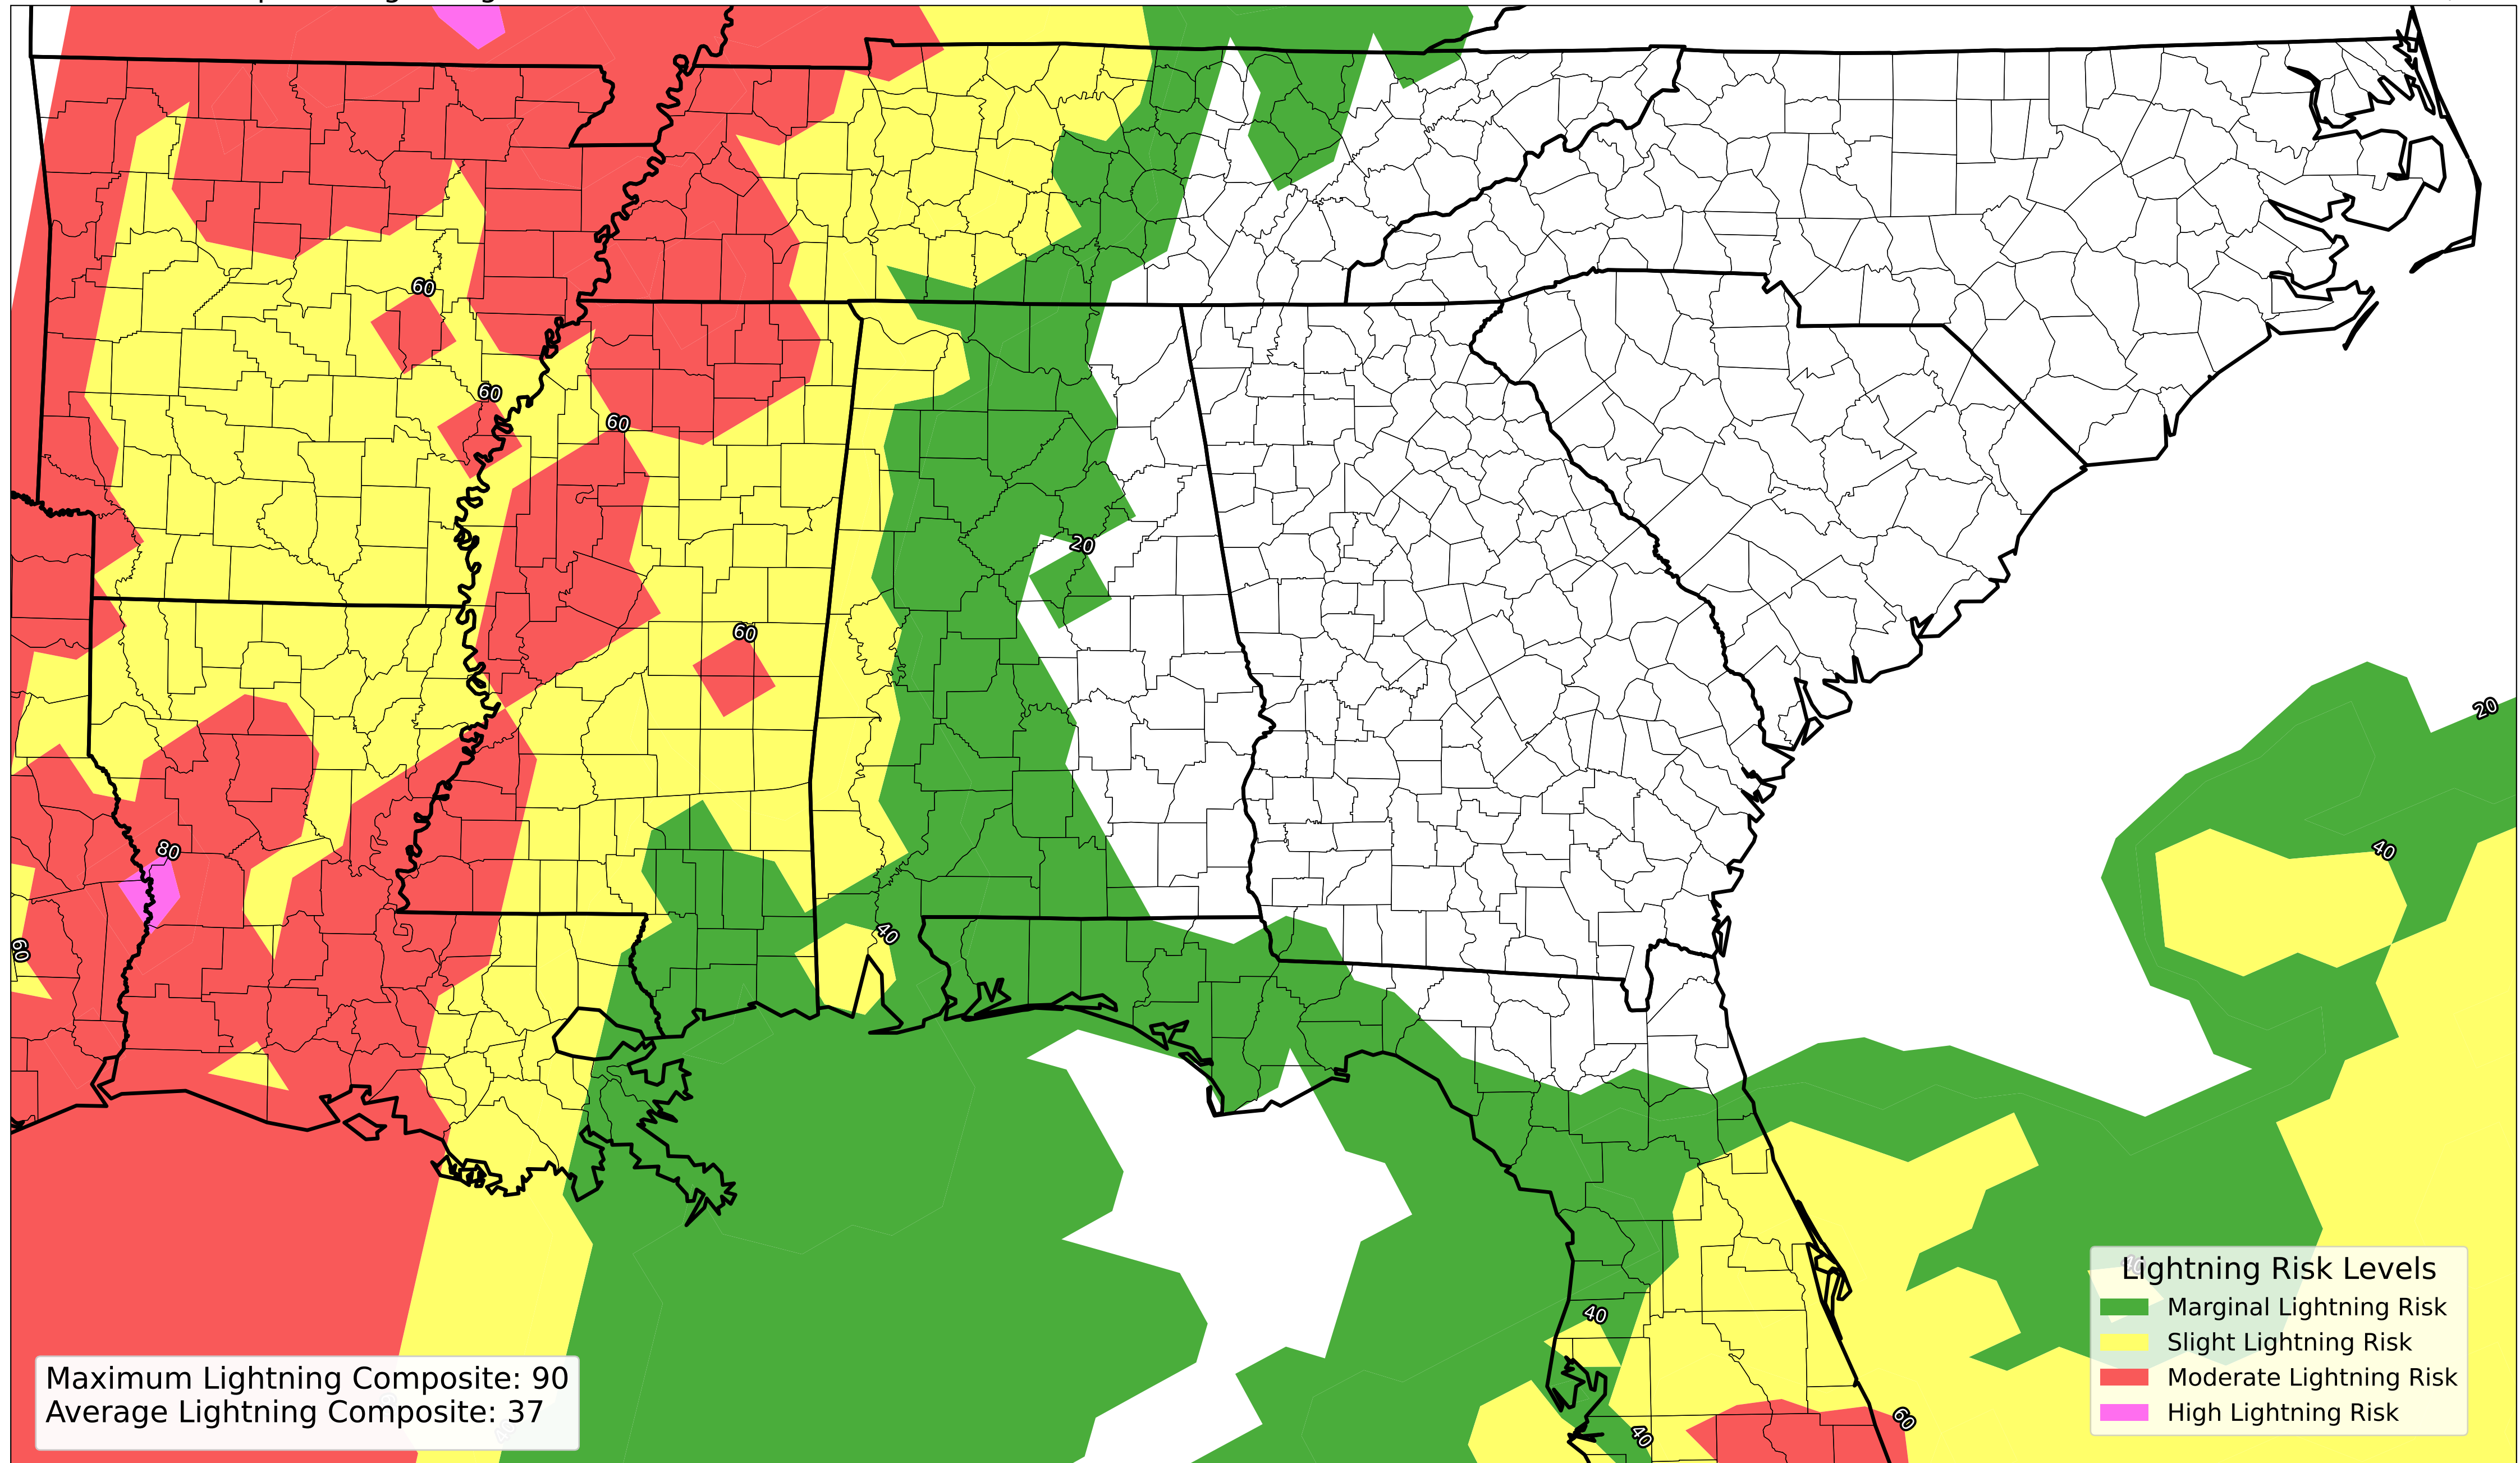 60
60
60
20
60
20
80
40
40
60
40
40
60
Lightning Risk Levels
Marginal Lightning Risk
Slight Lightning Risk
Moderate Lightning Risk
High Lightning Risk
Maximum Lightning Composite: 90
Average Lightning Composite: 37